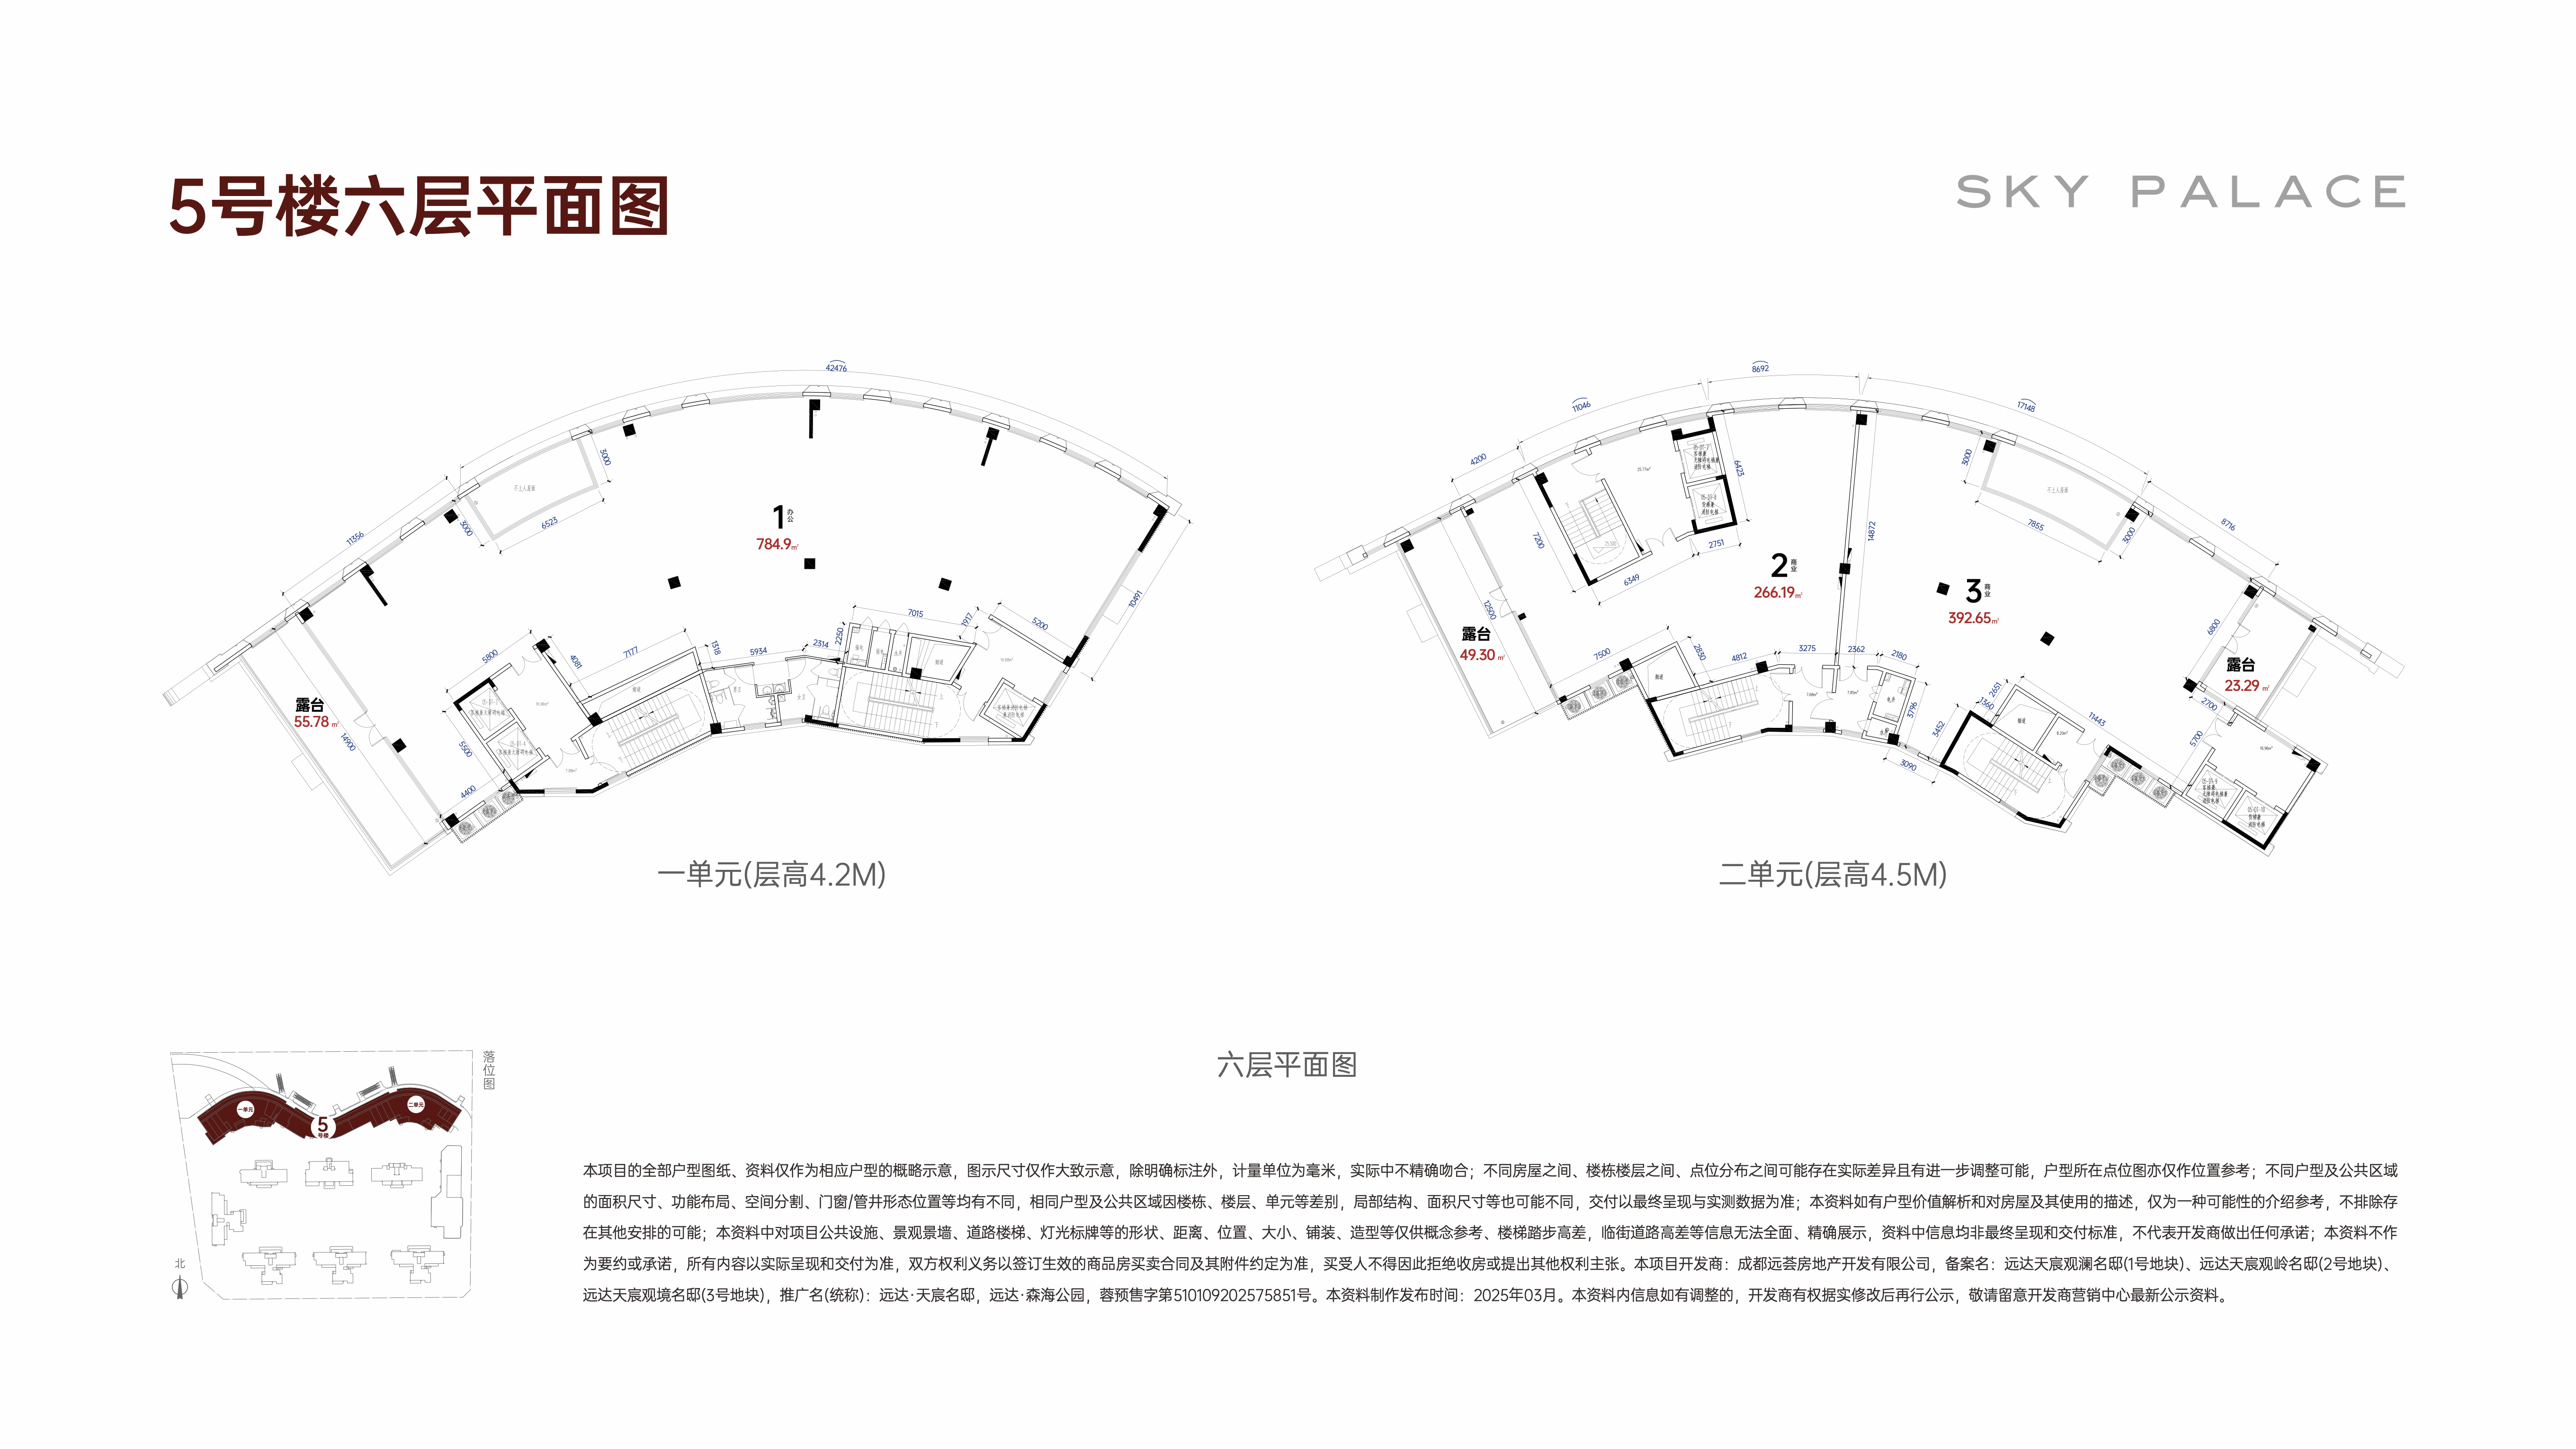 5号楼六层平面图
SKY PALACE
42476
11356
3000
6523
3000
不上人屋面
1 办公
784.9㎡
10491
5200
1917
7015
2250
2314
5934
1318
7177
4081
5800
5500
4400
14900
露台
55.78㎡
男卫
女卫
一单元(层高4.2M)
8692
11046
17148
4200
6423
2751
7200
6349
14872
12500
2 商业
266.19㎡
3 商业
392.65㎡
3000
7855
3000
不上人屋面
8716
6800
露台
49.30㎡
露台
23.29㎡
2700
5700
7500
2830
4812
3275
2362
2180
3796
3090
3452
1360
2651
11443
二单元(层高4.5M)
六层平面图
落位图
一单元
二单元
5
号楼
北
本项目的全部户型图纸、资料仅作为相应户型的概略示意，图示尺寸仅作大致示意，除明确标注外，计量单位为毫米，实际中不精确吻合；不同房屋之间、楼栋楼层之间、点位分布之间可能存在实际差异且有进一步调整可能，户型所在点位图亦仅作位置参考；不同户型及公共区域
的面积尺寸、功能布局、空间分割、门窗/管井形态位置等均有不同，相同户型及公共区域因楼栋、楼层、单元等差别，局部结构、面积尺寸等也可能不同，交付以最终呈现与实测数据为准；本资料如有户型价值解析和对房屋及其使用的描述，仅为一种可能性的介绍参考，不排除存
在其他安排的可能；本资料中对项目公共设施、景观景墙、道路楼梯、灯光标牌等的形状、距离、位置、大小、铺装、造型等仅供概念参考、楼梯踏步高差，临街道路高差等信息无法全面、精确展示，资料中信息均非最终呈现和交付标准，不代表开发商做出任何承诺；本资料不作
为要约或承诺，所有内容以实际呈现和交付为准，双方权利义务以签订生效的商品房买卖合同及其附件约定为准，买受人不得因此拒绝收房或提出其他权利主张。本项目开发商：成都远荟房地产开发有限公司，备案名：远达天宸观澜名邸(1号地块)、远达天宸观岭名邸(2号地块)、
远达天宸观境名邸(3号地块)，推广名(统称)：远达·天宸名邸，远达·森海公园，蓉预售字第510109202575851号。本资料制作发布时间：2025年03月。本资料内信息如有调整的，开发商有权据实修改后再行公示，敬请留意开发商营销中心最新公示资料。